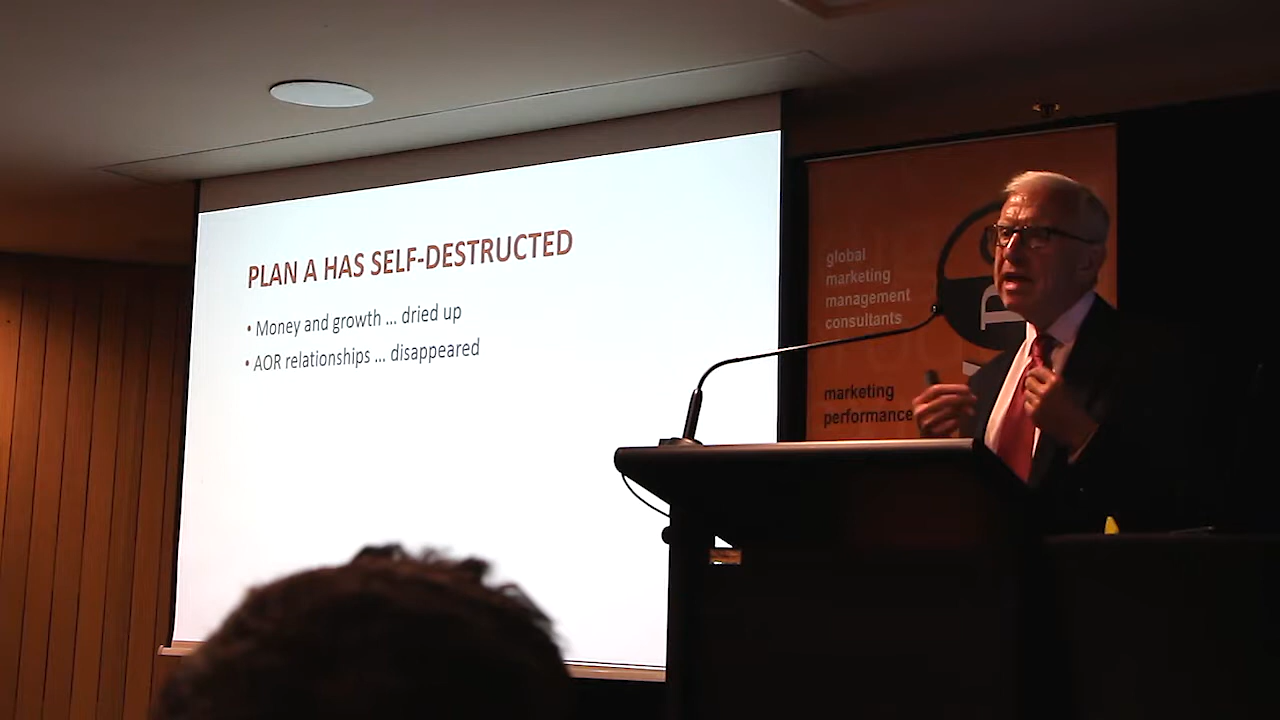 PLAN A HAS SELF-DESTRUCTED
• Money and growth ... dried up
• AOR relationships ... disappeared
global
marketing
management
consultants
marketing
performance